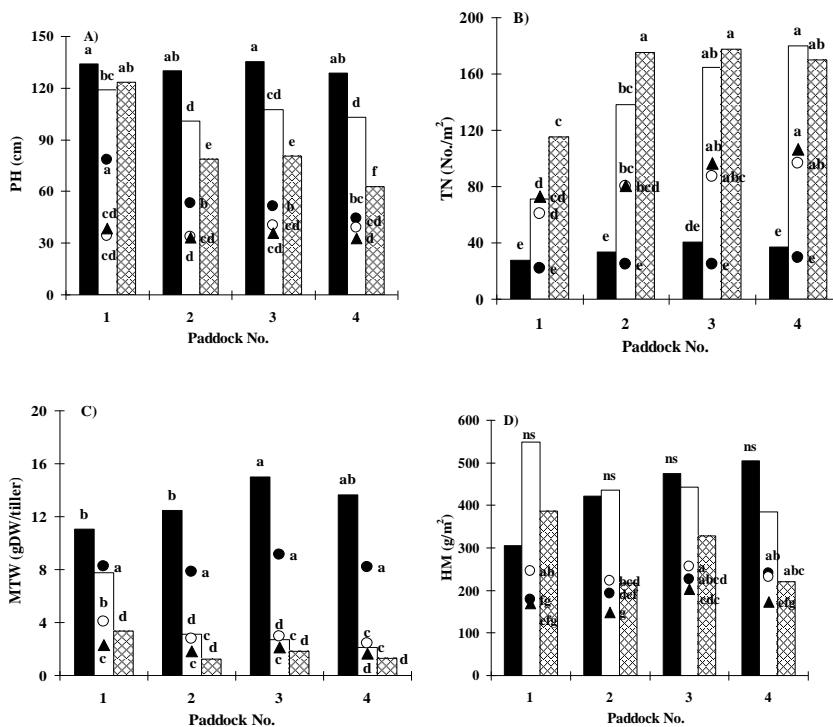 A)
150
120
90
60
30
0
PH (cm)
a
bc
ab
ab
d
e
a
cd
e
ab
d
f
a
cd
cd
b
cd
d
b
cd
cd
bc
cd
d
1 2 3 4
Paddock No.
B)
200
160
120
80
40
0
TN (No./m²)
e
d
c
e
bc
a
de
ab
a
e
a
ab
cd
d
e
bc
bcd
e
ab
abc
e
a
ab
e
1 2 3 4
Paddock No.
C)
20
16
12
8
4
0
MTW (gDW/tiller)
b
b
a
ab
a
b
d
c
a
d
c
d
c
a
d
c
d
c
a
c
c
d
d
1 2 3 4
Paddock No.
D)
600
500
400
300
200
100
0
HM (g/m²)
ns
ns
ns
ns
ab
fg
efg
bcd
def
g
a
abcd
cdc
ab
abc
efg
1 2 3 4
Paddock No.